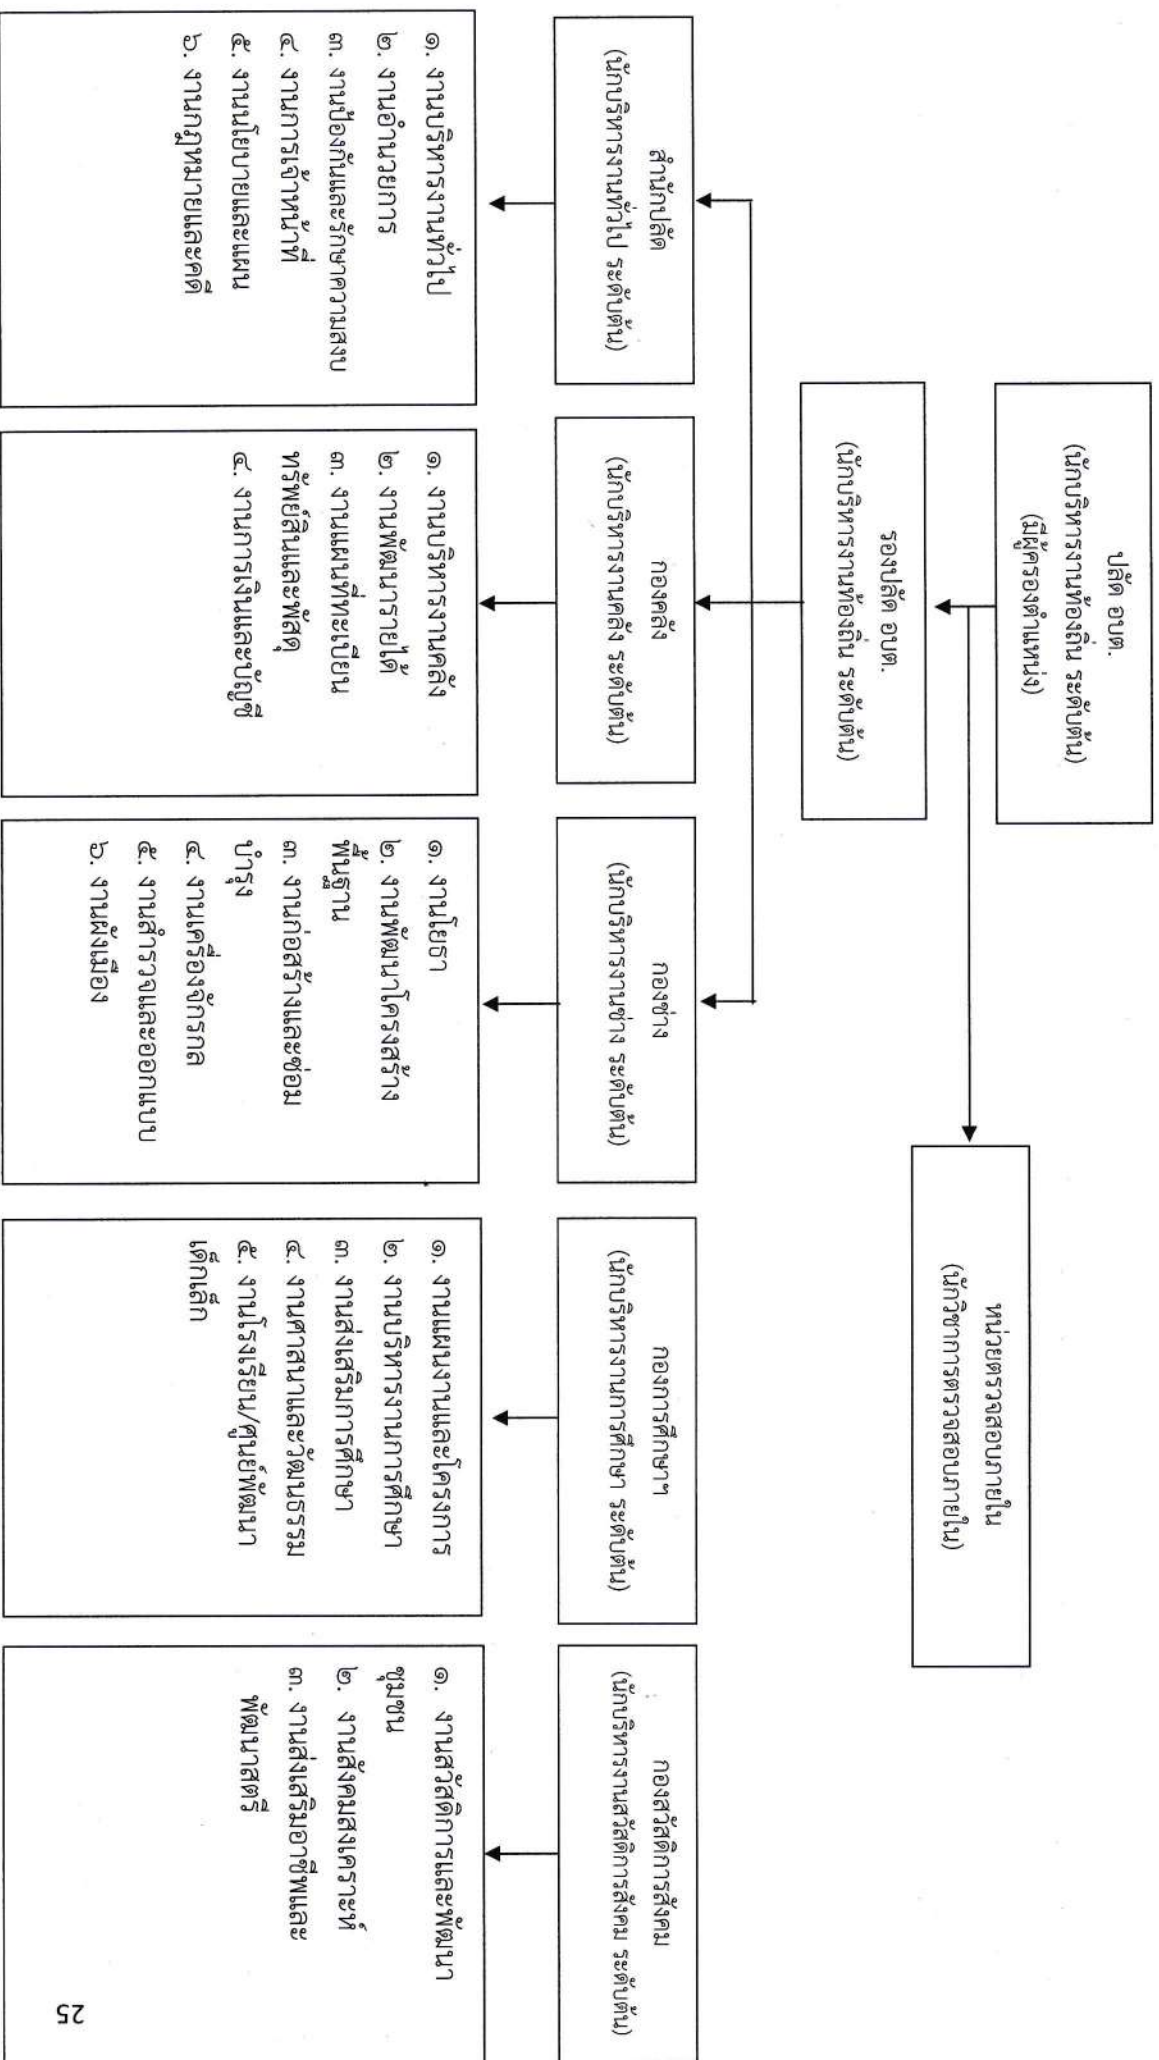 ปลัด อบต.
(นักบริหารงานท้องถิ่น ระดับต้น)
(มีผู้ครองตำแหน่ง)
หน่วยตรวจสอบภายใน
(นักวิชาการตรวจสอบภายใน)
รองปลัด อบต.
(นักบริหารงานท้องถิ่น ระดับต้น)
สำนักปลัด
(นักบริหารงานทั่วไป ระดับต้น)
กองคลัง
(นักบริหารงานคลัง ระดับต้น)
กองช่าง
(นักบริหารงานช่าง ระดับต้น)
กองการศึกษาฯ
(นักบริหารงานการศึกษา ระดับต้น)
กองสวัสดิการสังคม
(นักบริหารงานสวัสดิการสังคม ระดับต้น)
๑. งานบริหารงานทั่วไป
๒. งานอำนวยการ
๓. งานป้องกันและรักษาความสงบ
๔. งานการเจ้าหน้าที่
๕. งานนโยบายและแผน
๖. งานกฎหมายและคดี
๑. งานบริหารงานคลัง
๒. งานพัฒนารายได้
๓. งานแผนที่ทะเบียน
ทรัพย์สินและพัสดุ
๔. งานการเงินและบัญชี
๑. งานโยธา
๒. งานพัฒนาโครงสร้าง
พื้นฐาน
๓. งานก่อสร้างและซ่อม
บำรุง
๔. งานเครื่องจักรกล
๕. งานสำรวจและออกแบบ
๖. งานผังเมือง
๑. งานแผนงานและโครงการ
๒. งานบริหารงานการศึกษา
๓. งานส่งเสริมการศึกษา
๔. งานศาสนาและวัฒนธรรม
๕. งานโรงเรียน/ศูนย์พัฒนา
เด็กเล็ก
๑. งานสวัสดิการและพัฒนา
ชุมชน
๒. งานสังคมสงเคราะห์
๓. งานส่งเสริมอาชีพและ
พัฒนาสตรี
25